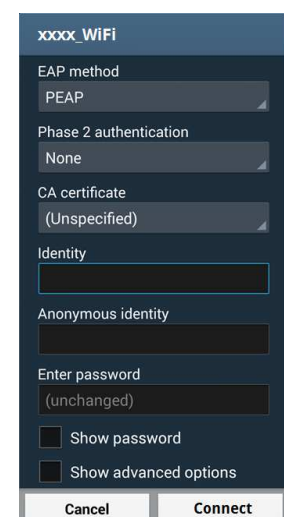 xxxx_WiFi
EAP method
PEAP
Phase 2 authentication
None
CA certificate
(Unspecified)
Identity
Anonymous identity
Enter password
(unchanged)
Show password
Show advanced options
Cancel Connect